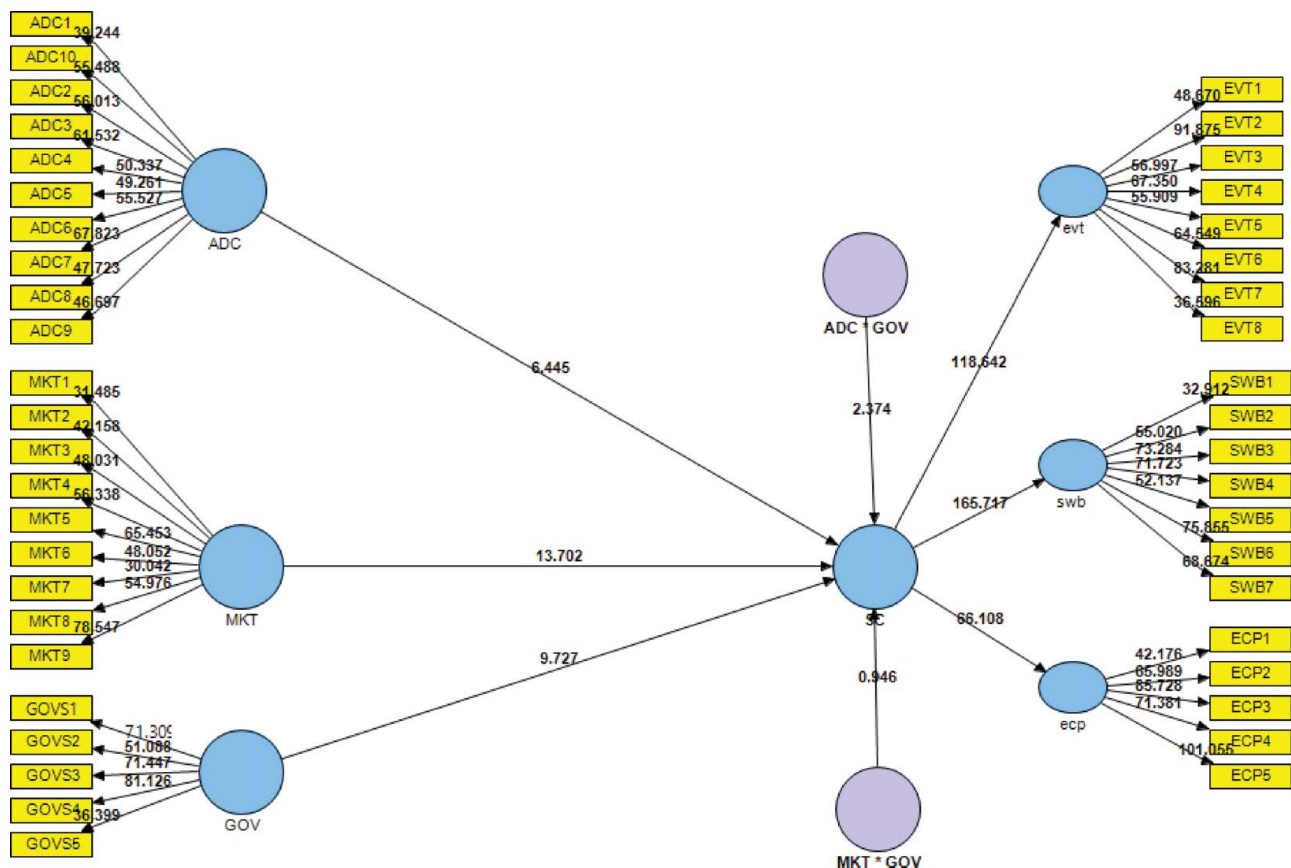 ADC1
39.244
ADC10
55.488
ADC2
56.013
ADC3
61.532
ADC4
50.337
49.261
ADC5
55.527
ADC6
67.823
ADC7
47.723
ADC8
46.697
ADC9
ADC
MKT1
31.485
MKT2
42.158
MKT3
48.031
MKT4
56.338
MKT5
65.453
MKT6
48.052
30.042
MKT7
54.976
MKT8
78.547
MKT9
MKT
GOVS1
71.309
GOVS2
51.088
GOVS3
71.447
81.126
GOVS4
36.399
GOVS5
GOV
6.445
13.702
9.727
ADC * GOV
2.374
SC
0.946
MKT * GOV
118.642
165.717
66.108
EVT1
48.670
EVT2
91.875
EVT3
56.997
67.350
EVT4
55.909
EVT5
64.549
EVT6
83.281
EVT7
36.596
EVT8
evt
SWB1
32.912
SWB2
55.020
73.284
SWB3
71.723
SWB4
52.137
SWB5
75.855
SWB6
68.674
SWB7
swb
ECP1
42.176
ECP2
65.989
65.728
ECP3
71.381
ECP4
101.055
ECP5
ecp